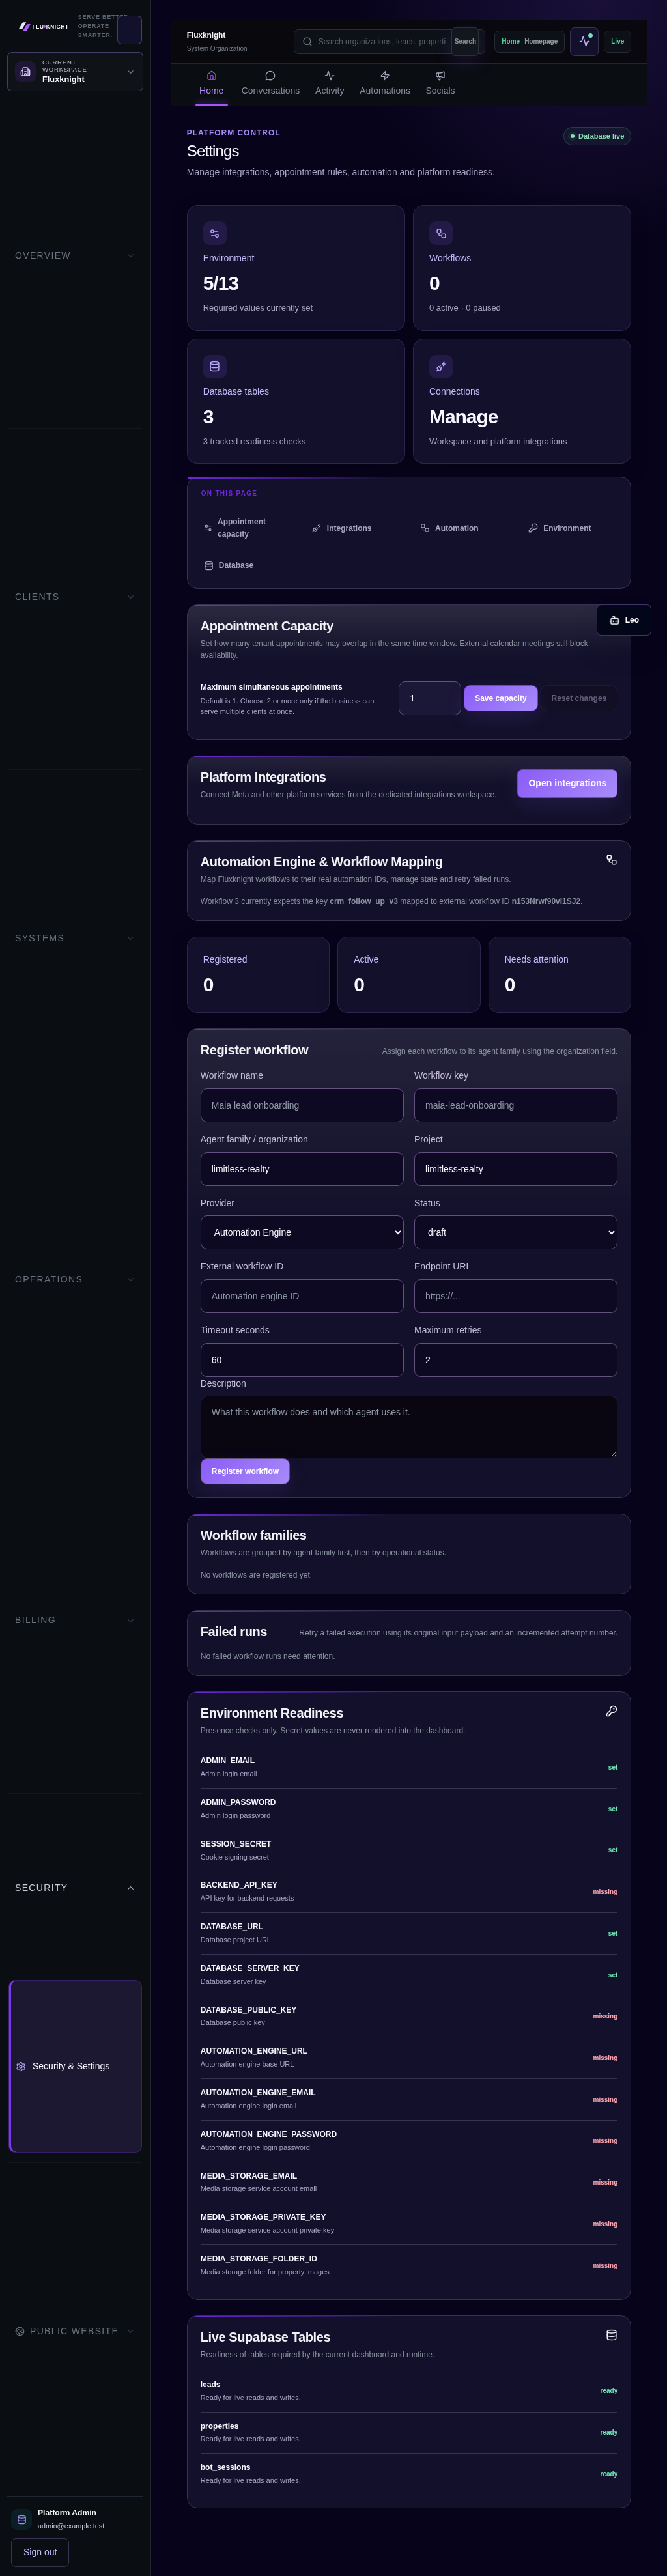 FLUXKNIGHT
SERVE BETTER.
OPERATE
SMARTER.
CURRENT
WORKSPACE
Fluxknight
OVERVIEW
CLIENTS
SYSTEMS
OPERATIONS
BILLING
SECURITY
Security & Settings
PUBLIC WEBSITE
Platform Admin
admin@example.test
Sign out
Fluxknight
System Organization
Search organizations, leads, properti
Search
Home Homepage
Live
Home
Conversations
Activity
Automations
Socials
PLATFORM CONTROL
Settings
Manage integrations, appointment rules, automation and platform readiness.
Database live
Environment
5/13
Required values currently set
Workflows
0
0 active · 0 paused
Database tables
3
3 tracked readiness checks
Connections
Manage
Workspace and platform integrations
ON THIS PAGE
Appointment
capacity
Integrations
Automation
Environment
Database
Leo
Appointment Capacity
Set how many tenant appointments may overlap in the same time window. External calendar meetings still block
availability.
Maximum simultaneous appointments
Default is 1. Choose 2 or more only if the business can
serve multiple clients at once.
1
Save capacity
Reset changes
Platform Integrations
Connect Meta and other platform services from the dedicated integrations workspace.
Open integrations
Automation Engine & Workflow Mapping
Map Fluxknight workflows to their real automation IDs, manage state and retry failed runs.
Workflow 3 currently expects the key crm_follow_up_v3 mapped to external workflow ID n153Nrwf90vI1SJ2.
Registered
0
Active
0
Needs attention
0
Register workflow
Assign each workflow to its agent family using the organization field.
Workflow name
Maia lead onboarding
Workflow key
maia-lead-onboarding
Agent family / organization
limitless-realty
Project
limitless-realty
Provider
Automation Engine
Status
draft
External workflow ID
Automation engine ID
Endpoint URL
https://...
Timeout seconds
60
Maximum retries
2
Description
What this workflow does and which agent uses it.
Register workflow
Workflow families
Workflows are grouped by agent family first, then by operational status.
No workflows are registered yet.
Failed runs
Retry a failed execution using its original input payload and an incremented attempt number.
No failed workflow runs need attention.
Environment Readiness
Presence checks only. Secret values are never rendered into the dashboard.
ADMIN_EMAIL
Admin login email
set
ADMIN_PASSWORD
Admin login password
set
SESSION_SECRET
Cookie signing secret
set
BACKEND_API_KEY
API key for backend requests
missing
DATABASE_URL
Database project URL
set
DATABASE_SERVER_KEY
Database server key
set
DATABASE_PUBLIC_KEY
Database public key
missing
AUTOMATION_ENGINE_URL
Automation engine base URL
missing
AUTOMATION_ENGINE_EMAIL
Automation engine login email
missing
AUTOMATION_ENGINE_PASSWORD
Automation engine login password
missing
MEDIA_STORAGE_EMAIL
Media storage service account email
missing
MEDIA_STORAGE_PRIVATE_KEY
Media storage service account private key
missing
MEDIA_STORAGE_FOLDER_ID
Media storage folder for property images
missing
Live Supabase Tables
Readiness of tables required by the current dashboard and runtime.
leads
Ready for live reads and writes.
ready
properties
Ready for live reads and writes.
ready
bot_sessions
Ready for live reads and writes.
ready